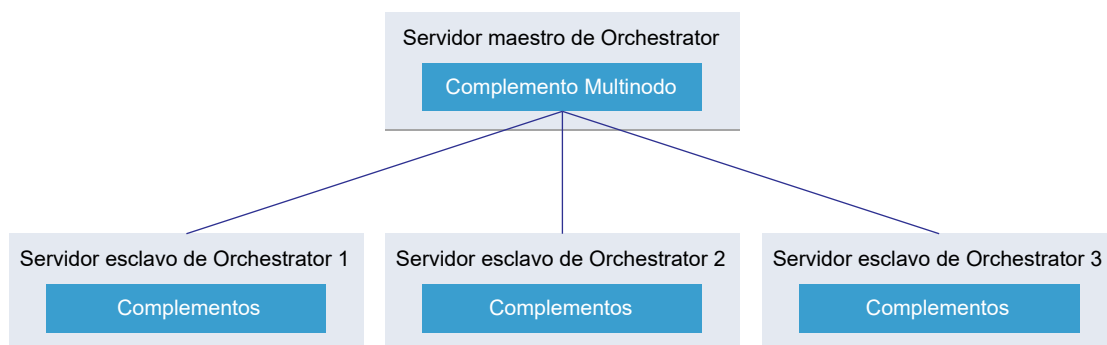 Servidor maestro de Orchestrator
Complemento Multinodo
Servidor esclavo de Orchestrator 1
Complementos
Servidor esclavo de Orchestrator 2
Complementos
Servidor esclavo de Orchestrator 3
Complementos